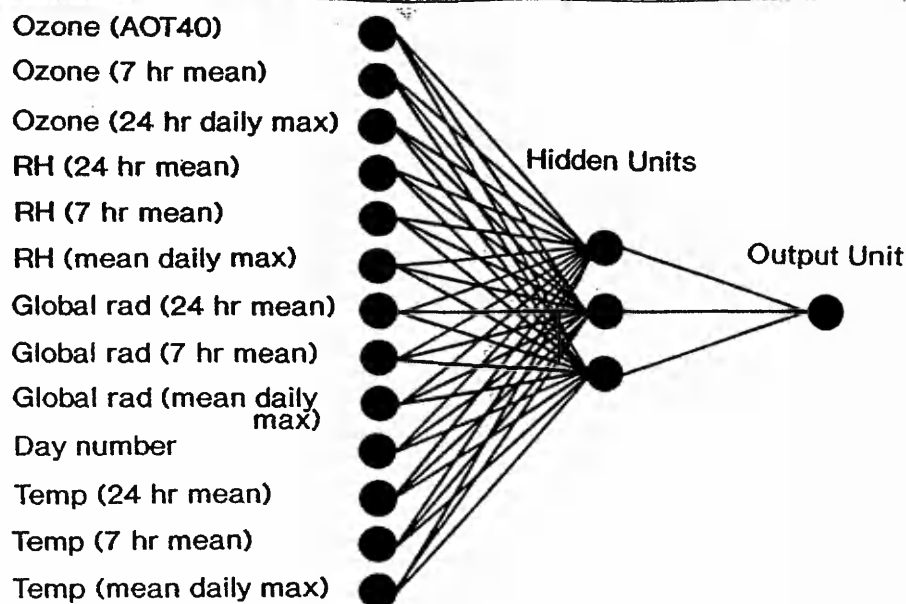 Ozone (AOT40)
Ozone (7 hr mean)
Ozone (24 hr daily max)
RH (24 hr mean)
RH (7 hr mean)
RH (mean daily max)
Global rad (24 hr mean)
Global rad (7 hr mean)
Global rad (mean daily
max)
Day number
Temp (24 hr mean)
Temp (7 hr mean)
Temp (mean daily max)
Hidden Units
Output Unit